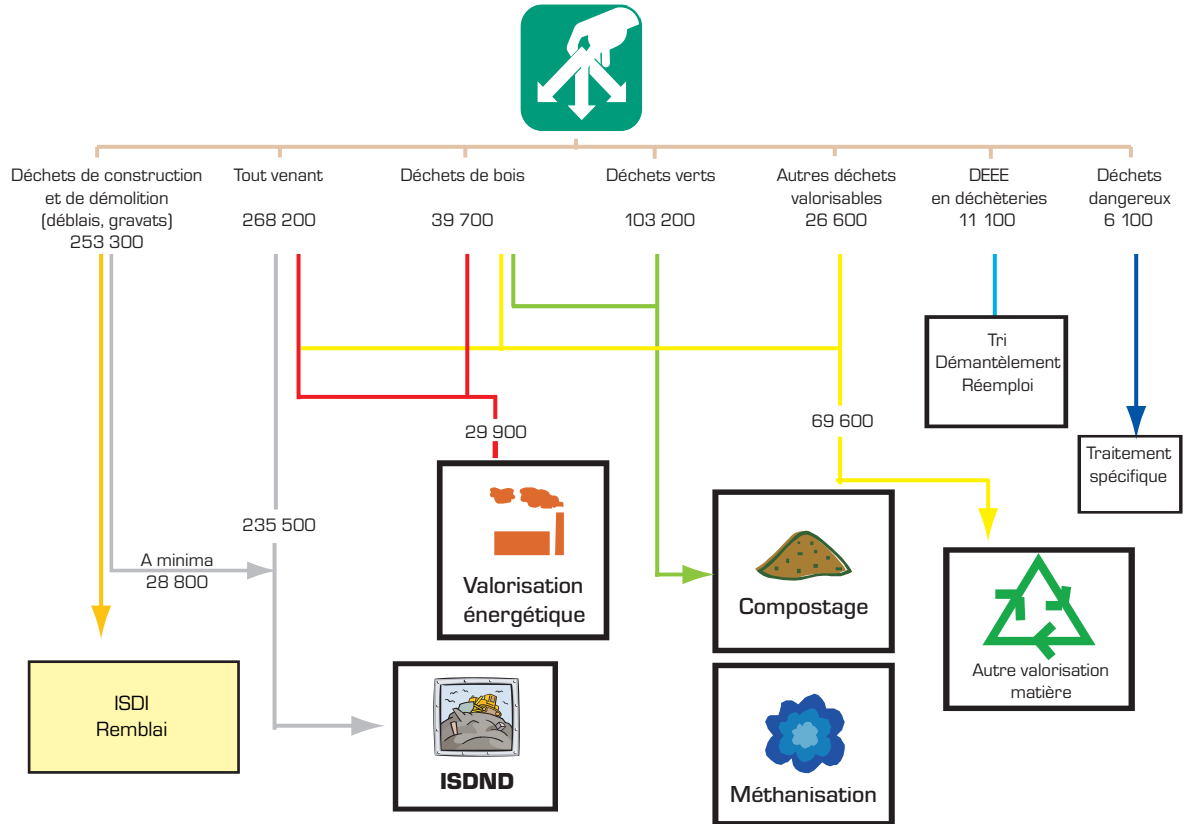 Déchets de construction
et de démolition
(déblais, gravats)
253 300
Tout venant
268 200
Déchets de bois
39 700
Déchets verts
103 200
Autres déchets
valorisables
26 600
DEEE
en déchèteries
11 100
Déchets
dangereux
6 100
Tri
Démantèlement
Réemploi
69 600
29 900
Traitement
spécifique
235 500
A minima
28 800
Valorisation
énergétique
Compostage
Autre valorisation
matière
ISDI
Remblai
ISDND
Méthanisation